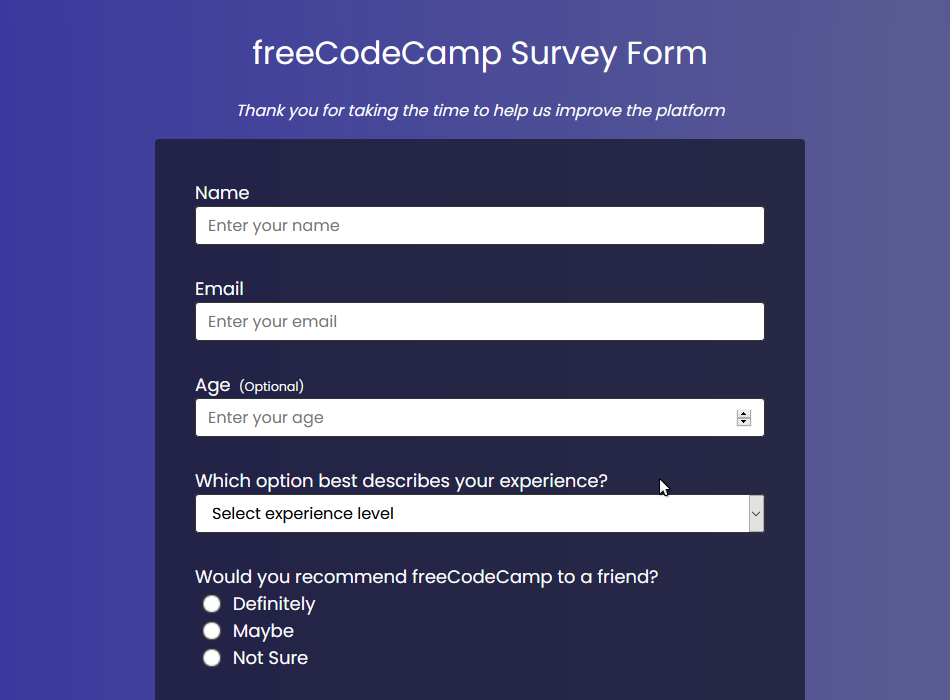 freeCodeCamp Survey Form
Thank you for taking the time to help us improve the platform
Name
Enter your name
Email
Enter your email
Age (Optional)
Enter your age
Which option best describes your experience?
Select experience level
Would you recommend freeCodeCamp to a friend?
Definitely
Maybe
Not Sure